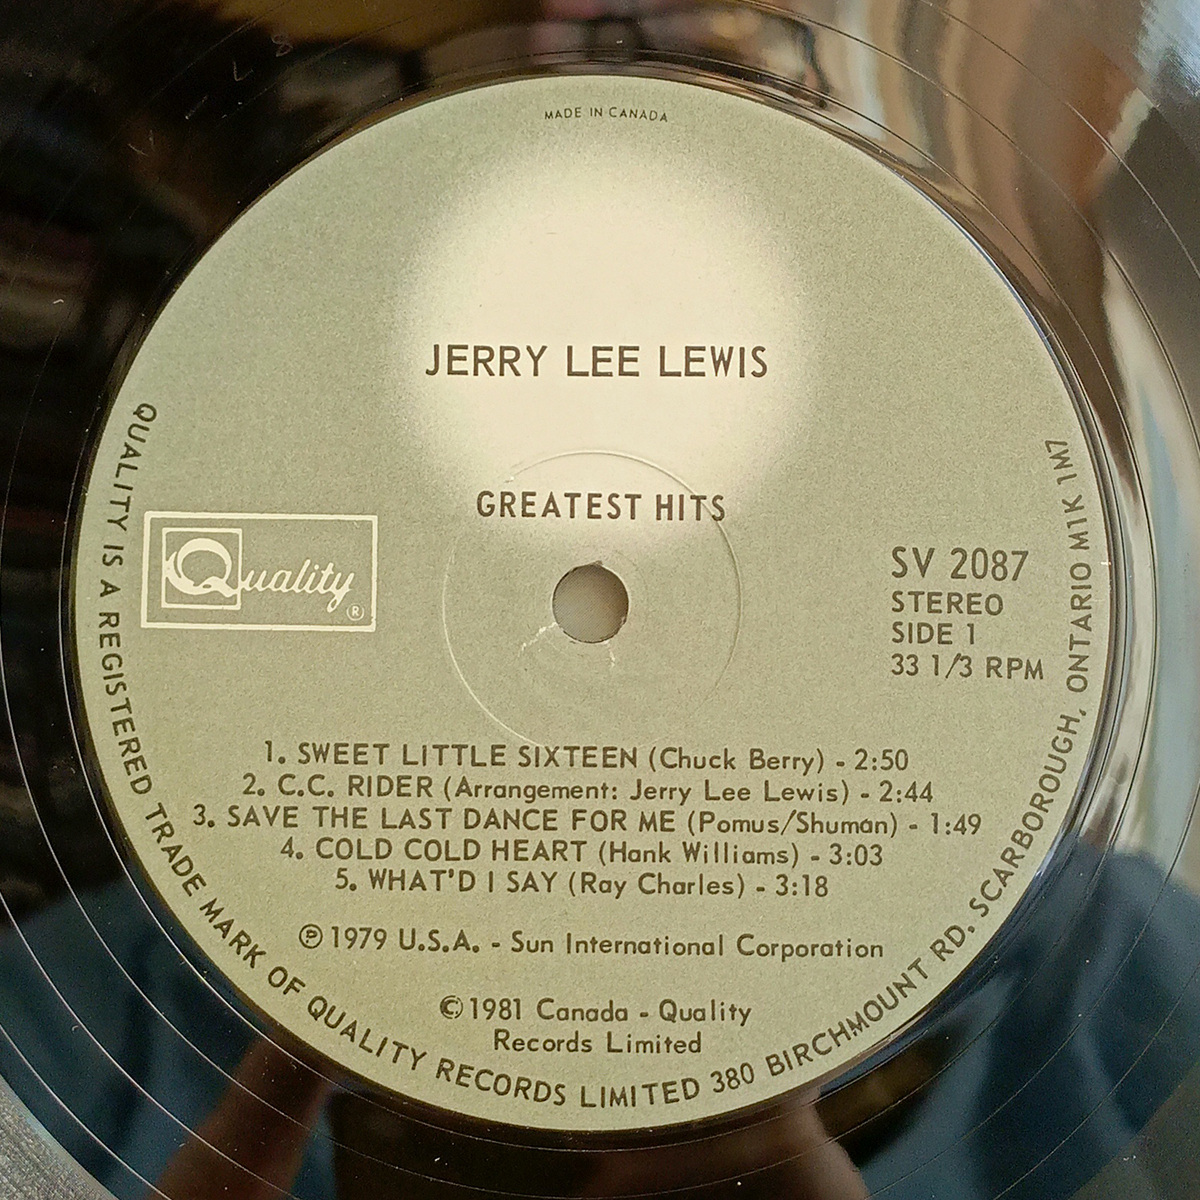 MADE IN CANADA
JERRY LEE LEWIS
GREATEST HITS
Quality ®
SV 2087
STEREO
SIDE 1
33 1/3 RPM
1. SWEET LITTLE SIXTEEN (Chuck Berry) - 2:50
2. C.C. RIDER (Arrangement: Jerry Lee Lewis) - 2:44
3. SAVE THE LAST DANCE FOR ME (Pomus/Shuman) - 1:49
4. COLD COLD HEART (Hank Williams) - 3:03
5. WHAT'D I SAY (Ray Charles) - 3:18
℗ 1979 U.S.A. - Sun International Corporation
© 1981 Canada - Quality
Records Limited
QUALITY IS A REGISTERED TRADE MARK OF QUALITY RECORDS LIMITED 380 BIRCHMOUNT RD. SCARBOROUGH, ONTARIO M1K 1M7